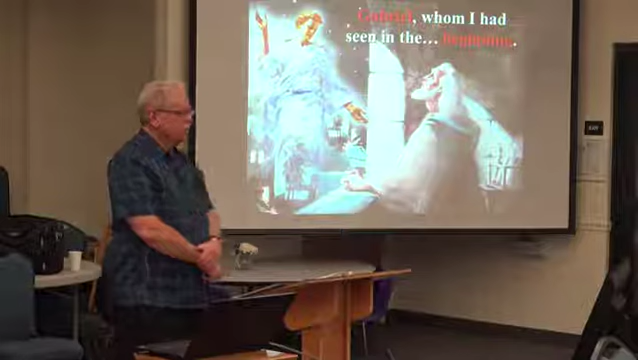 Gabriel, whom I had
seen in the... beginning.